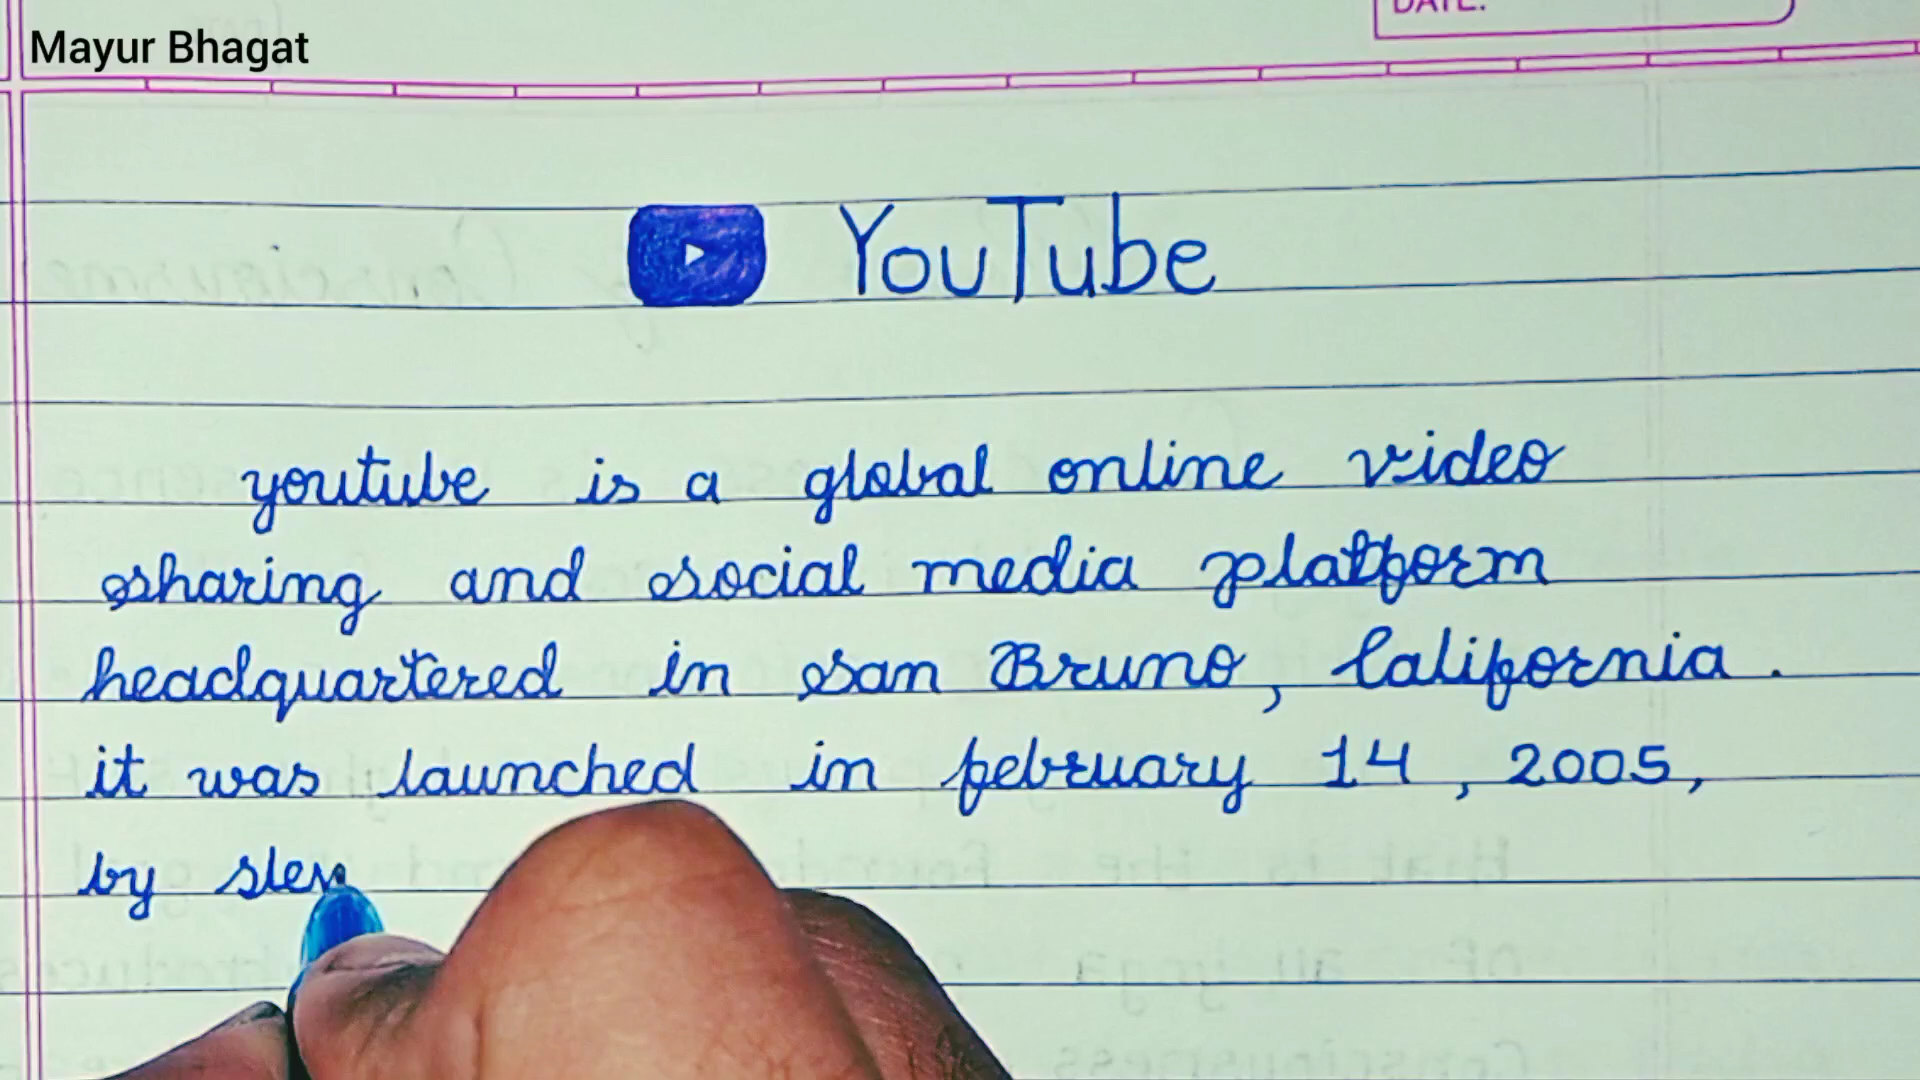 DATE:
Mayur Bhagat
YouTube
youtube is a global online video
sharing and social media platform
headquartered in san Bruno, California.
it was launched in february 14, 2005,
by